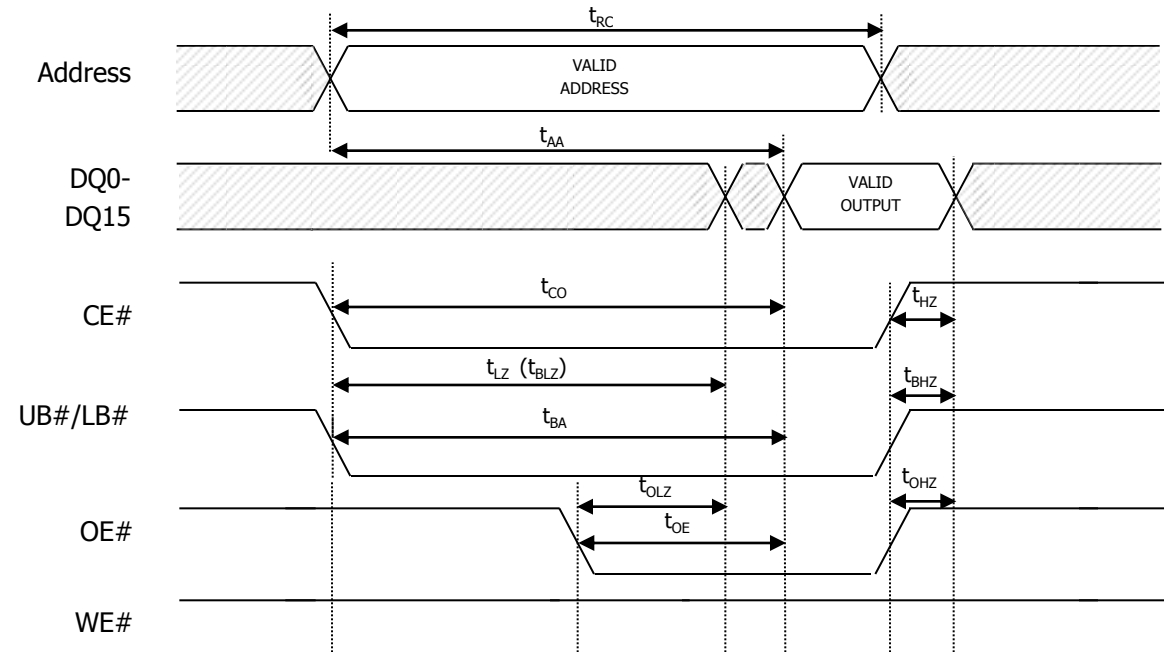 tRC
Address
VALID
ADDRESS
tAA
DQ0-
DQ15
VALID
OUTPUT
CE#
tCO
tHZ
tLZ (tBLZ)
tBHZ
UB#/LB#
tBA
tOLZ
tOHZ
OE#
tOE
WE#